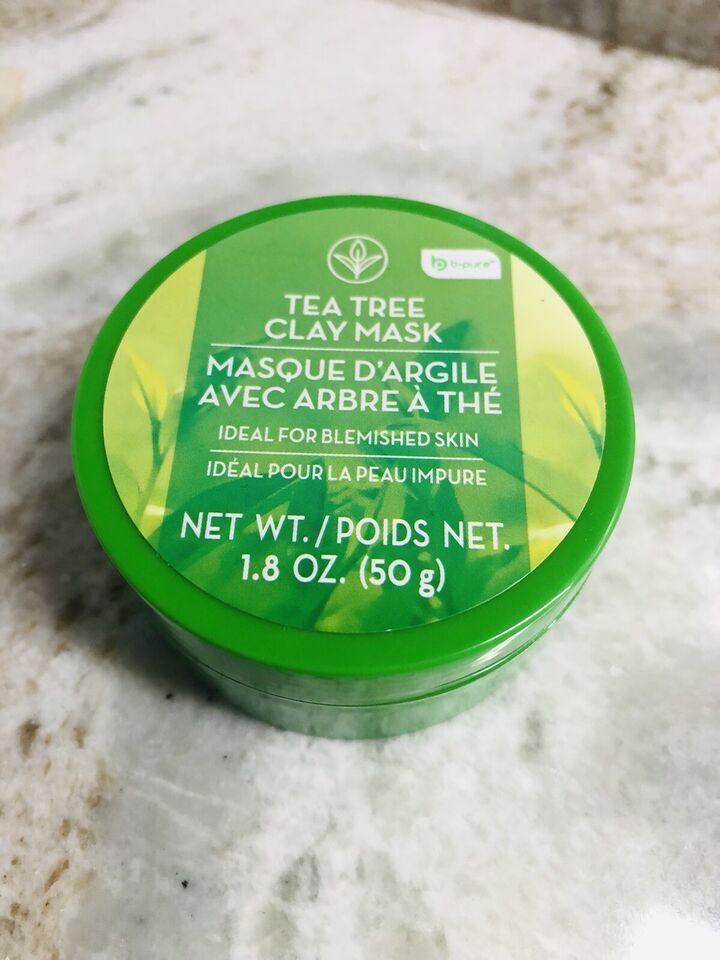 b•pure™
TEA TREE
CLAY MASK
MASQUE D'ARGILE
AVEC ARBRE À THÉ
IDEAL FOR BLEMISHED SKIN
IDÉAL POUR LA PEAU IMPURE
NET WT. / POIDS NET.
1.8 OZ. (50 g)